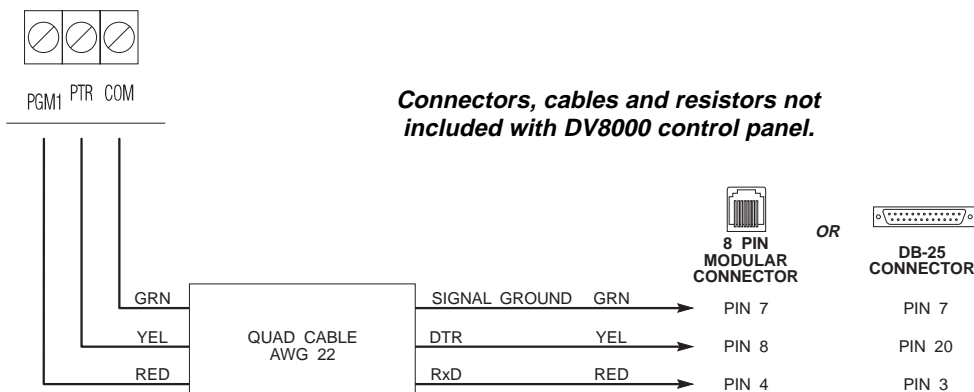 PGM1 PTR COM
Connectors, cables and resistors not
included with DV8000 control panel.
8 PIN
MODULAR
CONNECTOR
OR
DB-25
CONNECTOR
GRN
QUAD CABLE
AWG 22
SIGNAL GROUND GRN
PIN 7
PIN 7
YEL
DTR YEL
PIN 8
PIN 20
RED
RxD RED
PIN 4
PIN 3